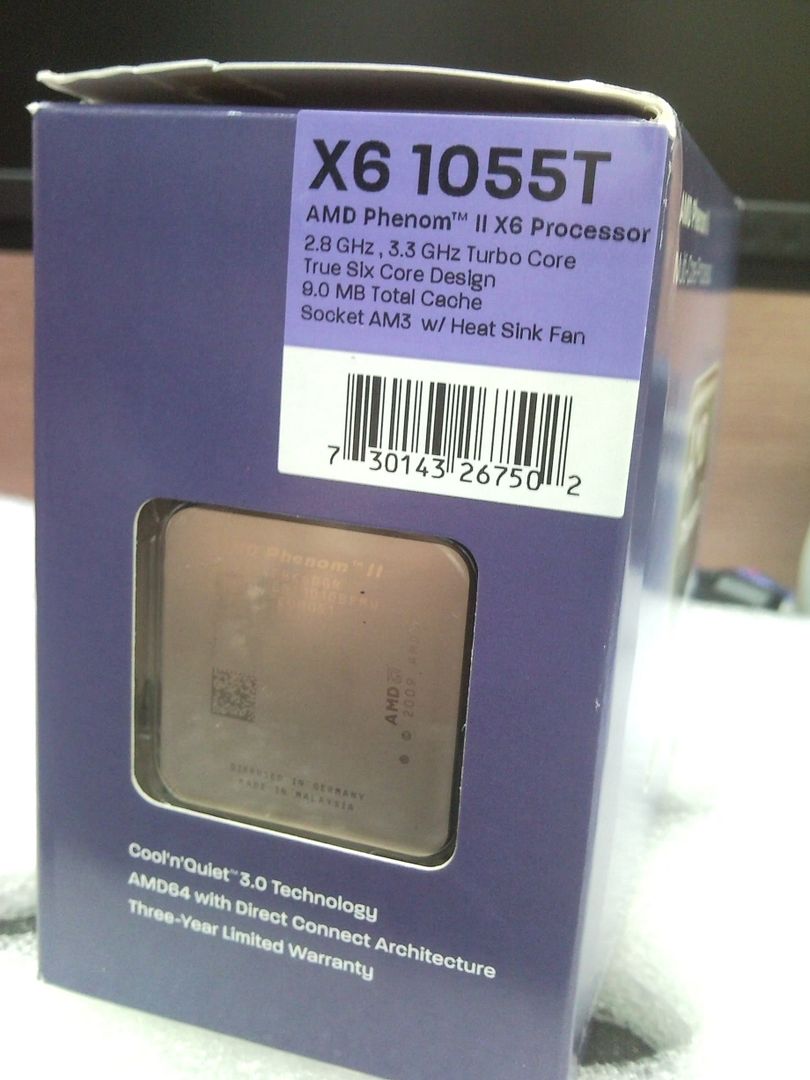 X6 1055T
AMD Phenom™ II X6 Processor
2.8 GHz , 3.3 GHz Turbo Core
True Six Core Design
9.0 MB Total Cache
Socket AM3 w/ Heat Sink Fan
7 30143 26750 2
Phenom™ II
AMD
© 2009, AMD
DIFFUSED IN GERMANY
MADE IN MALAYSIA
Cool'n'Quiet™ 3.0 Technology
AMD64 with Direct Connect Architecture
Three-Year Limited Warranty